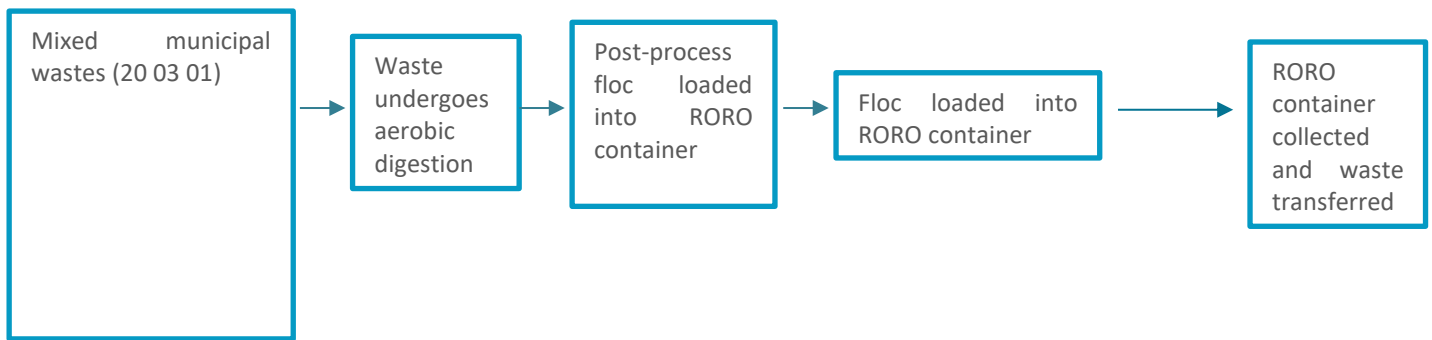 Mixed municipal
wastes (20 03 01)
Waste
undergoes
aerobic
digestion
Post-process
floc loaded
into RORO
container
Floc loaded into
RORO container
RORO
container
collected
and waste
transferred